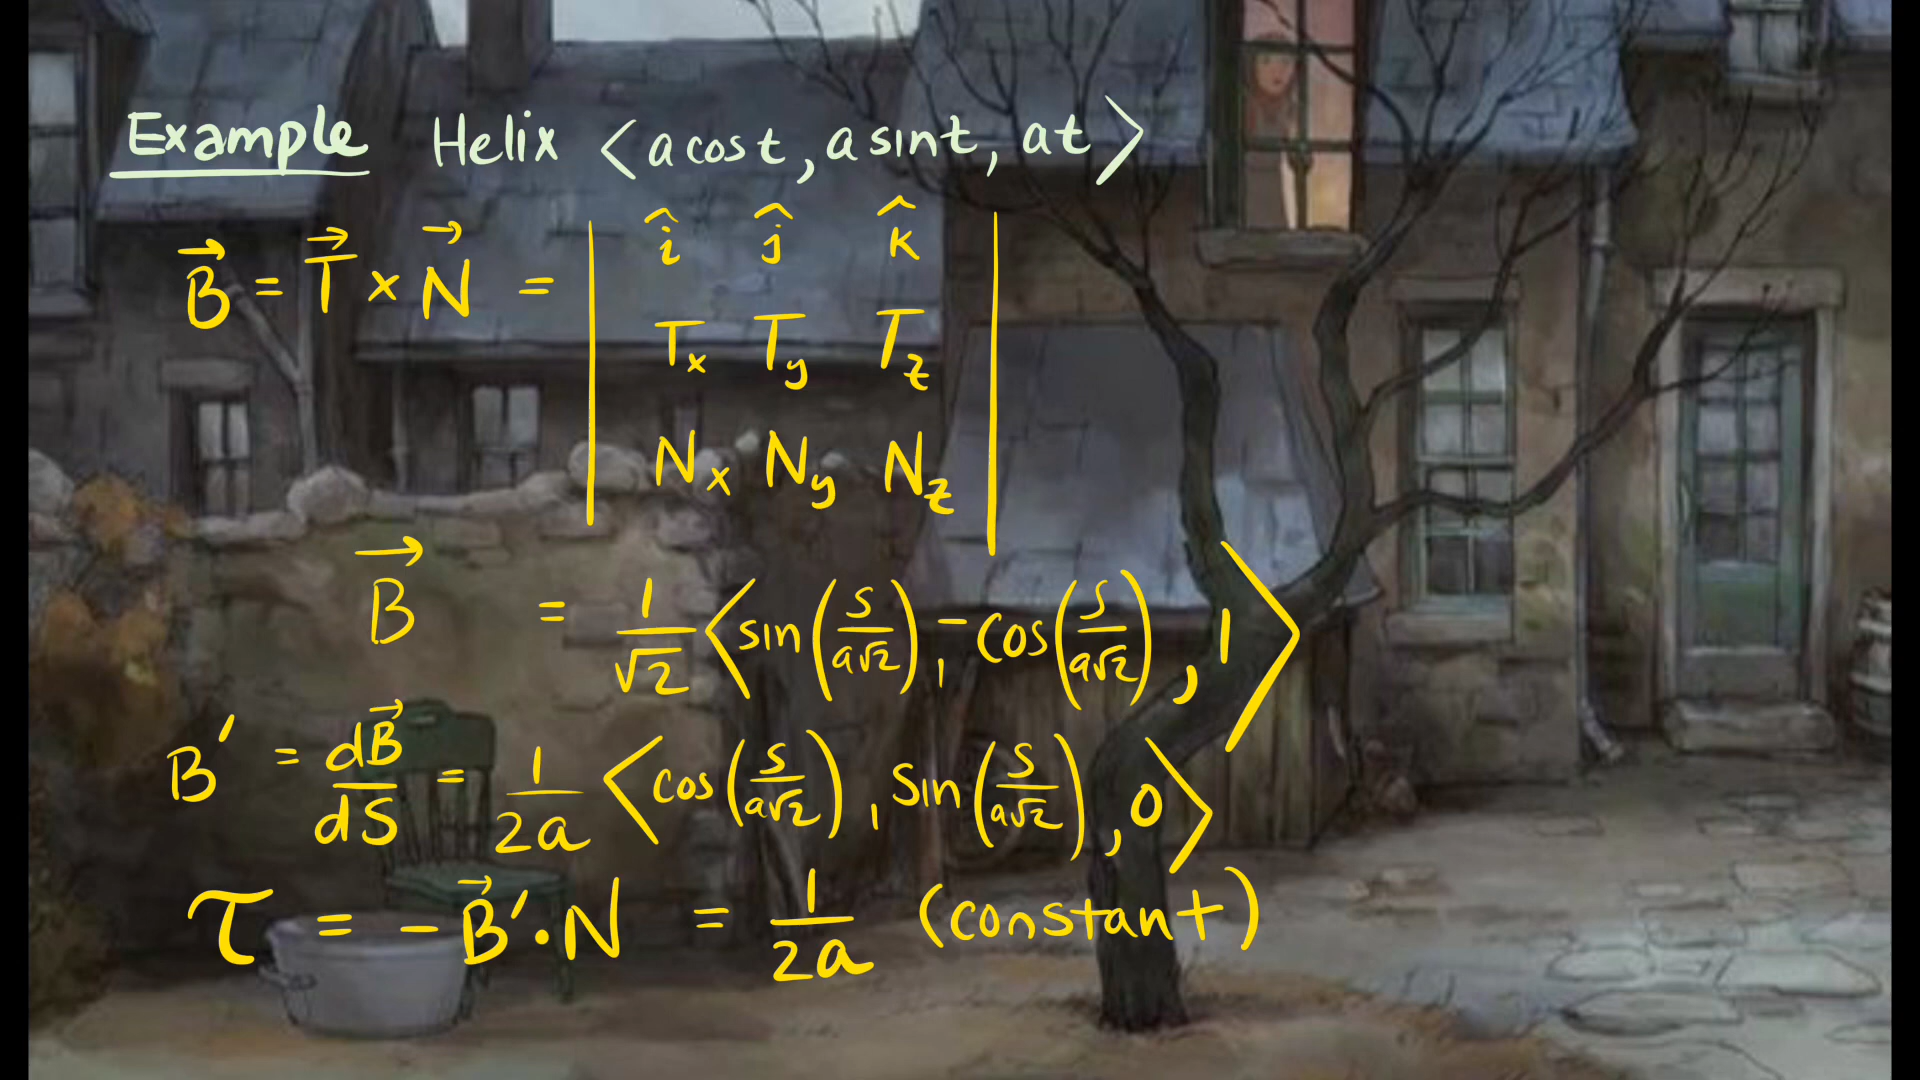 Example Helix ⟨a cos t, a sin t, at⟩
B⃗ = T⃗ × N⃗ = | î ĵ k̂ |
| Tx Ty Tz |
| Nx Ny Nz |
B⃗ = 1/√2 ⟨sin(s/a√2), -cos(s/a√2), 1⟩
B′ = dB⃗/dS = 1/2a ⟨cos(s/a√2), sin(s/a√2), 0⟩
τ = -B⃗′·N = 1/2a (constant)